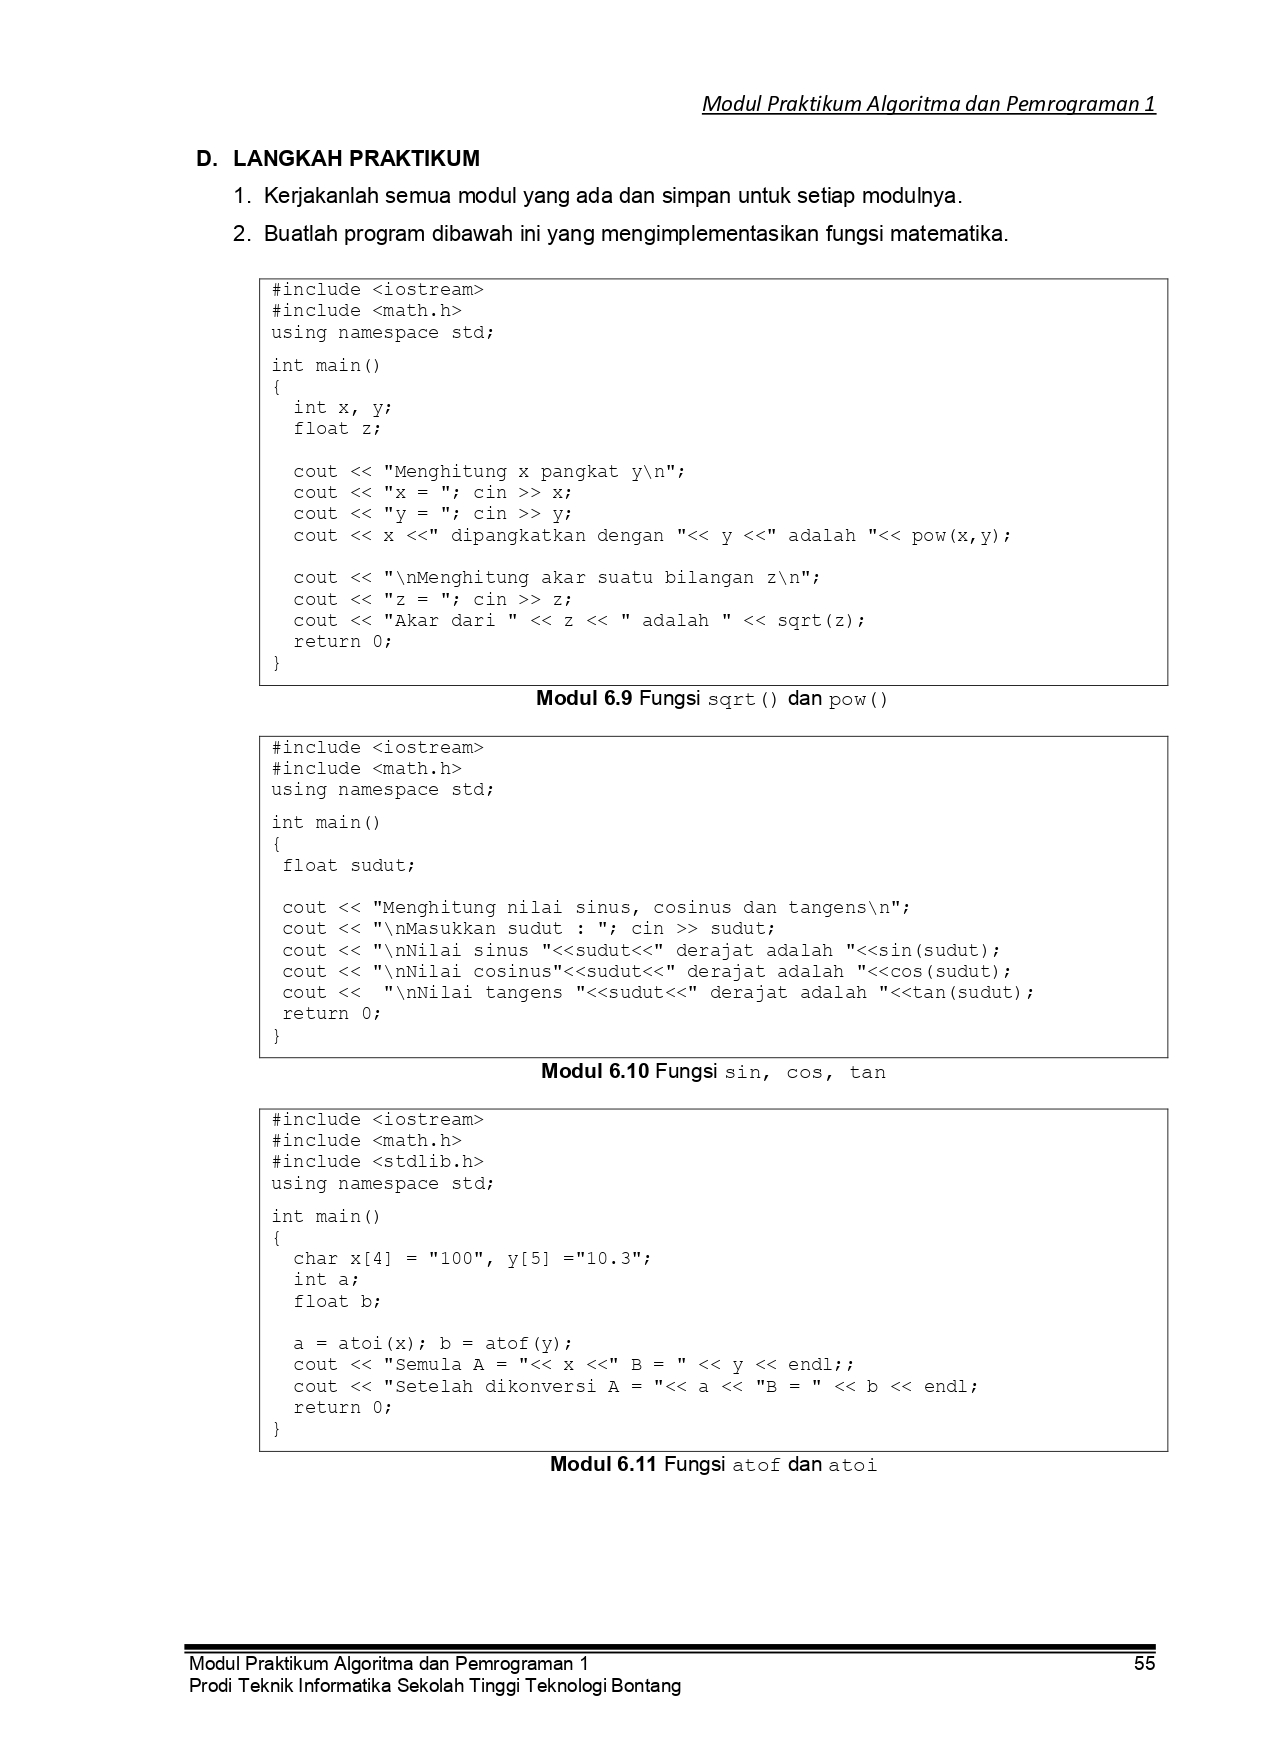 Modul Praktikum Algoritma dan Pemrograman 1
D. LANGKAH PRAKTIKUM
1. Kerjakanlah semua modul yang ada dan simpan untuk setiap modulnya.
2. Buatlah program dibawah ini yang mengimplementasikan fungsi matematika.
#include <iostream>
#include <math.h>
using namespace std;
int main()
{
  int x, y;
  float z;
  cout << "Menghitung x pangkat y\n";
  cout << "x = "; cin >> x;
  cout << "y = "; cin >> y;
  cout << x <<" dipangkatkan dengan "<< y <<" adalah "<< pow(x,y);
  cout << "\nMenghitung akar suatu bilangan z\n";
  cout << "z = "; cin >> z;
  cout << "Akar dari " << z << " adalah " << sqrt(z);
  return 0;
}
Modul 6.9 Fungsi sqrt() dan pow()
#include <iostream>
#include <math.h>
using namespace std;
int main()
{
 float sudut;
 cout << "Menghitung nilai sinus, cosinus dan tangens\n";
 cout << "\nMasukkan sudut : "; cin >> sudut;
 cout << "\nNilai sinus "<<sudut<<" derajat adalah "<<sin(sudut);
 cout << "\nNilai cosinus"<<sudut<<" derajat adalah "<<cos(sudut);
 cout <<  "\nNilai tangens "<<sudut<<" derajat adalah "<<tan(sudut);
 return 0;
}
Modul 6.10 Fungsi sin, cos, tan
#include <iostream>
#include <math.h>
#include <stdlib.h>
using namespace std;
int main()
{
  char x[4] = "100", y[5] ="10.3";
  int a;
  float b;
  a = atoi(x); b = atof(y);
  cout << "Semula A = "<< x <<" B = " << y << endl;;
  cout << "Setelah dikonversi A = "<< a << "B = " << b << endl;
  return 0;
}
Modul 6.11 Fungsi atof dan atoi
Modul Praktikum Algoritma dan Pemrograman 1 55
Prodi Teknik Informatika Sekolah Tinggi Teknologi Bontang